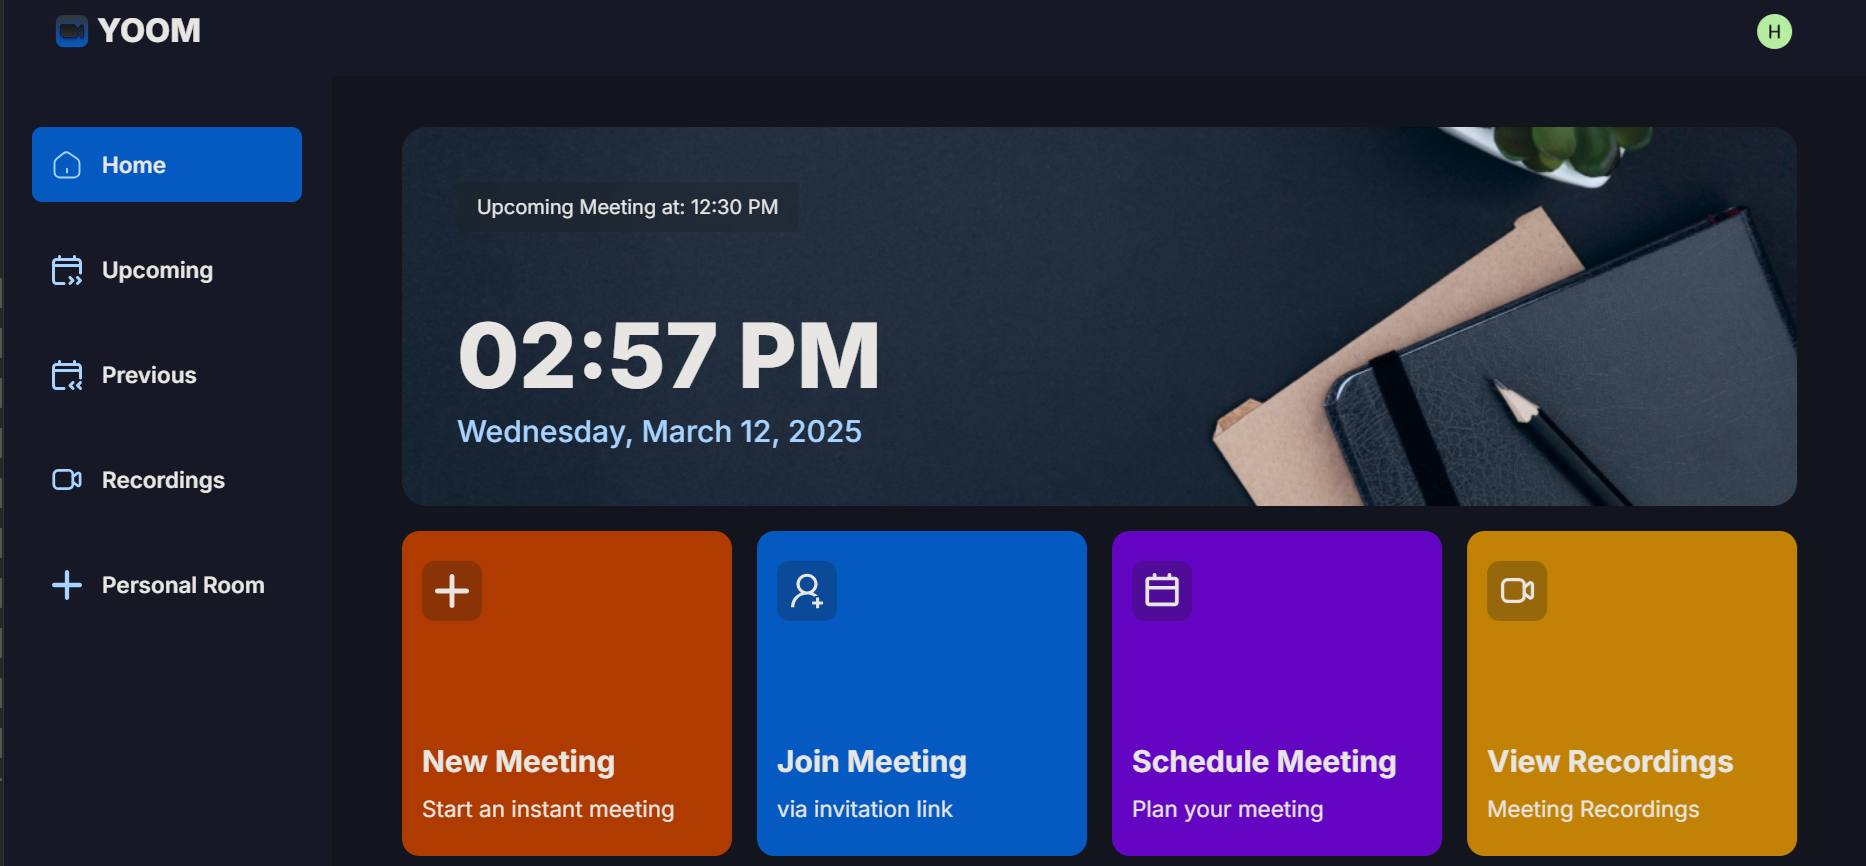 YOOM
H
Home
Upcoming
Previous
Recordings
Personal Room
Upcoming Meeting at: 12:30 PM
02:57 PM
Wednesday, March 12, 2025
New Meeting
Start an instant meeting
Join Meeting
via invitation link
Schedule Meeting
Plan your meeting
View Recordings
Meeting Recordings